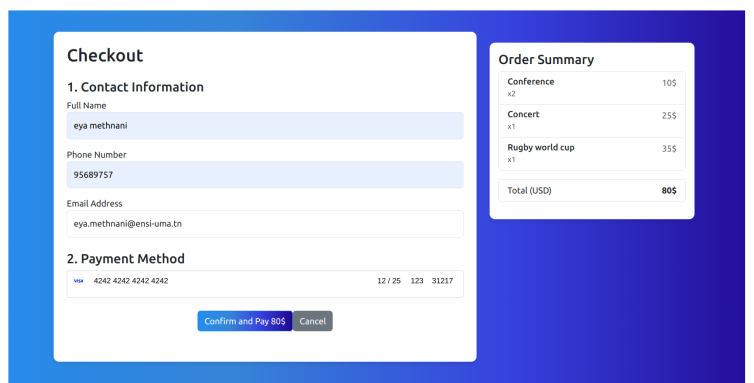 Checkout
1. Contact Information
Full Name
eya methnani
Phone Number
95689757
Email Address
eya.methnani@ensi-uma.tn
2. Payment Method
VISA 4242 4242 4242 4242 12 / 25 123 31217
Confirm and Pay 80$ Cancel
Order Summary
Conference 10$
x2
Concert 25$
x1
Rugby world cup 35$
x1
Total (USD) 80$